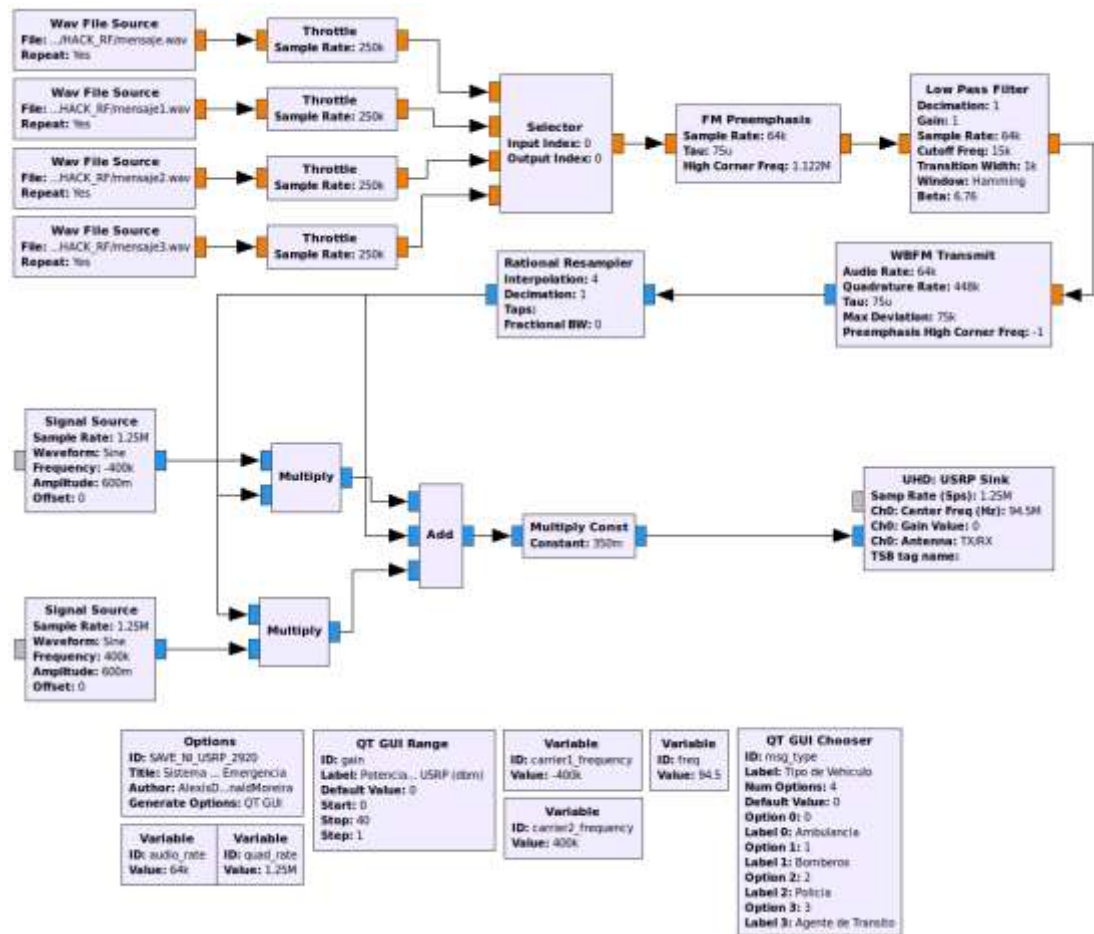 Wav File Source
File: .../HACK_RF/mensaje.wav
Repeat: Yes
Throttle
Sample Rate: 250k
Wav File Source
File: ...HACK_RF/mensaje1.wav
Repeat: Yes
Throttle
Sample Rate: 250k
Wav File Source
File: ...HACK_RF/mensaje2.wav
Repeat: Yes
Throttle
Sample Rate: 250k
Wav File Source
File: ...HACK_RF/mensaje3.wav
Repeat: Yes
Throttle
Sample Rate: 250k
Selector
Input Index: 0
Output Index: 0
FM Preemphasis
Sample Rate: 64k
Tau: 75u
High Corner Freq: 1.122M
Low Pass Filter
Decimation: 1
Gain: 1
Sample Rate: 64k
Cutoff Freq: 15k
Transition Width: 1k
Window: Hamming
Beta: 6.76
Rational Resampler
Interpolation: 4
Decimation: 1
Taps:
Fractional BW: 0
WBFM Transmit
Audio Rate: 64k
Quadrature Rate: 448k
Tau: 75u
Max Deviation: 75k
Preemphasis High Corner Freq: -1
Signal Source
Sample Rate: 1.25M
Waveform: Sine
Frequency: -400k
Amplitude: 600m
Offset: 0
Multiply
Add
Multiply Const
Constant: 350m
UHD: USRP Sink
Samp Rate (Sps): 1.25M
Ch0: Center Freq (Hz): 94.5M
Ch0: Gain Value: 0
Ch0: Antenna: TX/RX
TSB tag name:
Signal Source
Sample Rate: 1.25M
Waveform: Sine
Frequency: 400k
Amplitude: 600m
Offset: 0
Multiply
Options
ID: SAVE_NI_USRP_2920
Title: Sistema ... Emergencia
Author: AlexisD...naldMoreira
Generate Options: QT GUI
Variable
ID: audio_rate
Value: 64k
Variable
ID: quad_rate
Value: 1.25M
QT GUI Range
ID: gain
Label: Potencia... USRP (dbm)
Default Value: 0
Start: 0
Stop: 40
Step: 1
Variable
ID: carrier1_frequency
Value: -400k
Variable
ID: carrier2_frequency
Value: 400k
Variable
ID: freq
Value: 94.5
QT GUI Chooser
ID: msg_type
Label: Tipo de Vehiculo
Num Options: 4
Default Value: 0
Option 0: 0
Label 0: Ambulancia
Option 1: 1
Label 1: Bomberos
Option 2: 2
Label 2: Policia
Option 3: 3
Label 3: Agente de Transito